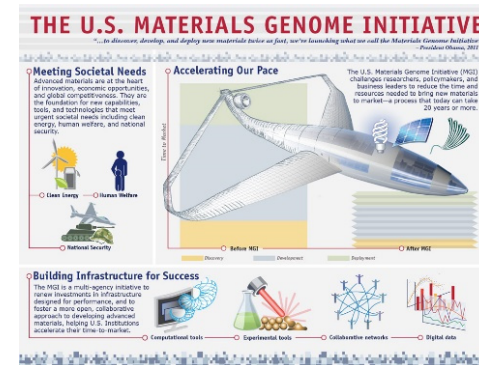 THE U.S. MATERIALS GENOME INITIATIVE
"...to discover, develop, and deploy new materials twice as fast, we're launching what we call the Materials Genome Initiative
—President Obama, 2011
Meeting Societal Needs
Advanced materials are at the heart
of innovation, economic opportunities,
and global competitiveness. They are
the foundation for new capabilities,
tools, and technologies that meet
urgent societal needs including clean
energy, human welfare, and national
security.
Clean Energy
Human Welfare
National Security
Accelerating Our Pace
The U.S. Materials Genome Initiative (MGI)
challenges researchers, policymakers, and
business leaders to reduce the time and
resources needed to bring new materials
to market—a process that today can take
20 years or more.
Time to Market
Before MGI
After MGI
Discovery
Development
Deployment
Building Infrastructure for Success
The MGI is a multi-agency initiative to
renew investments in infrastructure
designed for performance, and to
foster a more open, collaborative
approach to developing advanced
materials, helping U.S. Institutions
accelerate their time-to-market.
Computational tools
Experimental tools
Collaborative networks
Digital data